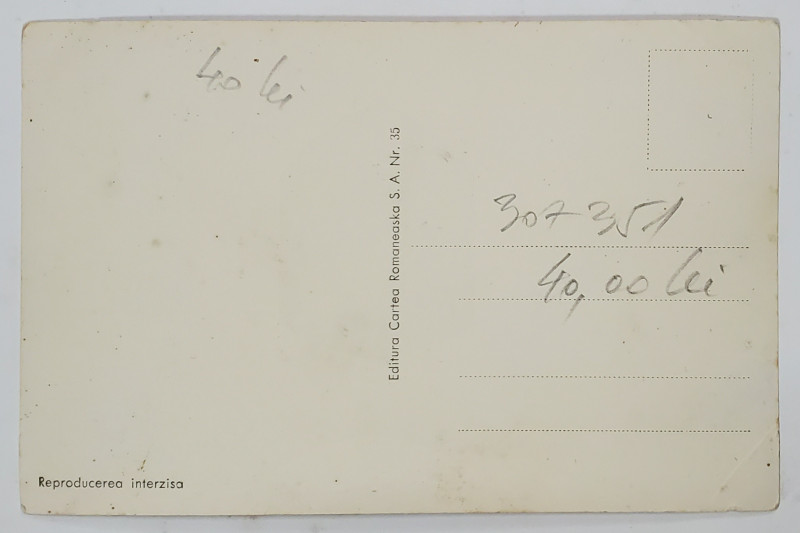 40 lei
Editura Cartea Romaneaska S. A. Nr. 35
307351
40,00 lei
Reproducerea interzisa